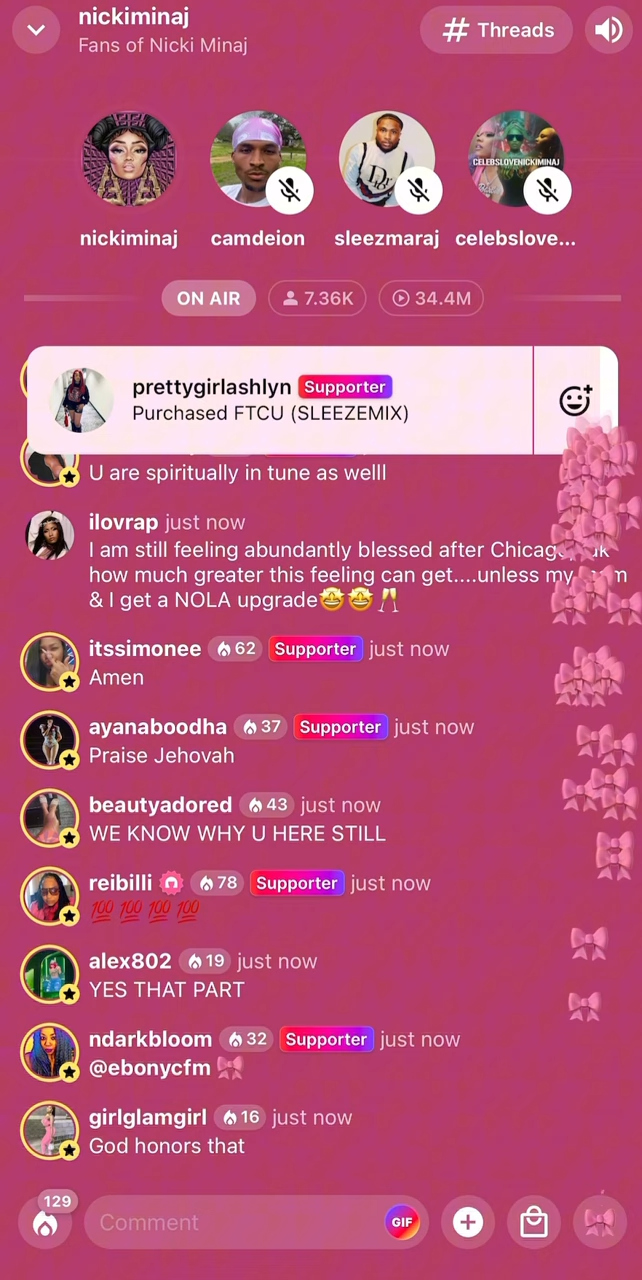 nickiminaj
Fans of Nicki Minaj
# Threads
CELEBSLOVENICKIMINAJ
nickiminaj
camdeion
sleezmaraj
celebslove...
ON AIR
7.36K
34.4M
prettygirlashlyn Supporter
Purchased FTCU (SLEEZEMIX)
U are spiritually in tune as welll
ilovrap just now
I am still feeling abundantly blessed after
how much greater this feeling can get....unless my
& I get a NOLA upgrade🤩🤩🥂
itssimonee 62 Supporter just now
Amen
ayanaboodha 37 Supporter just now
Praise Jehovah
beautyadored 43 just now
WE KNOW WHY U HERE STILL
reibilli 78 Supporter just now
💯 💯 💯 💯
alex802 19 just now
YES THAT PART
ndarkbloom 32 Supporter just now
@ebonycfm 🎀
girlglamgirl 16 just now
God honors that
129
Comment
GIF